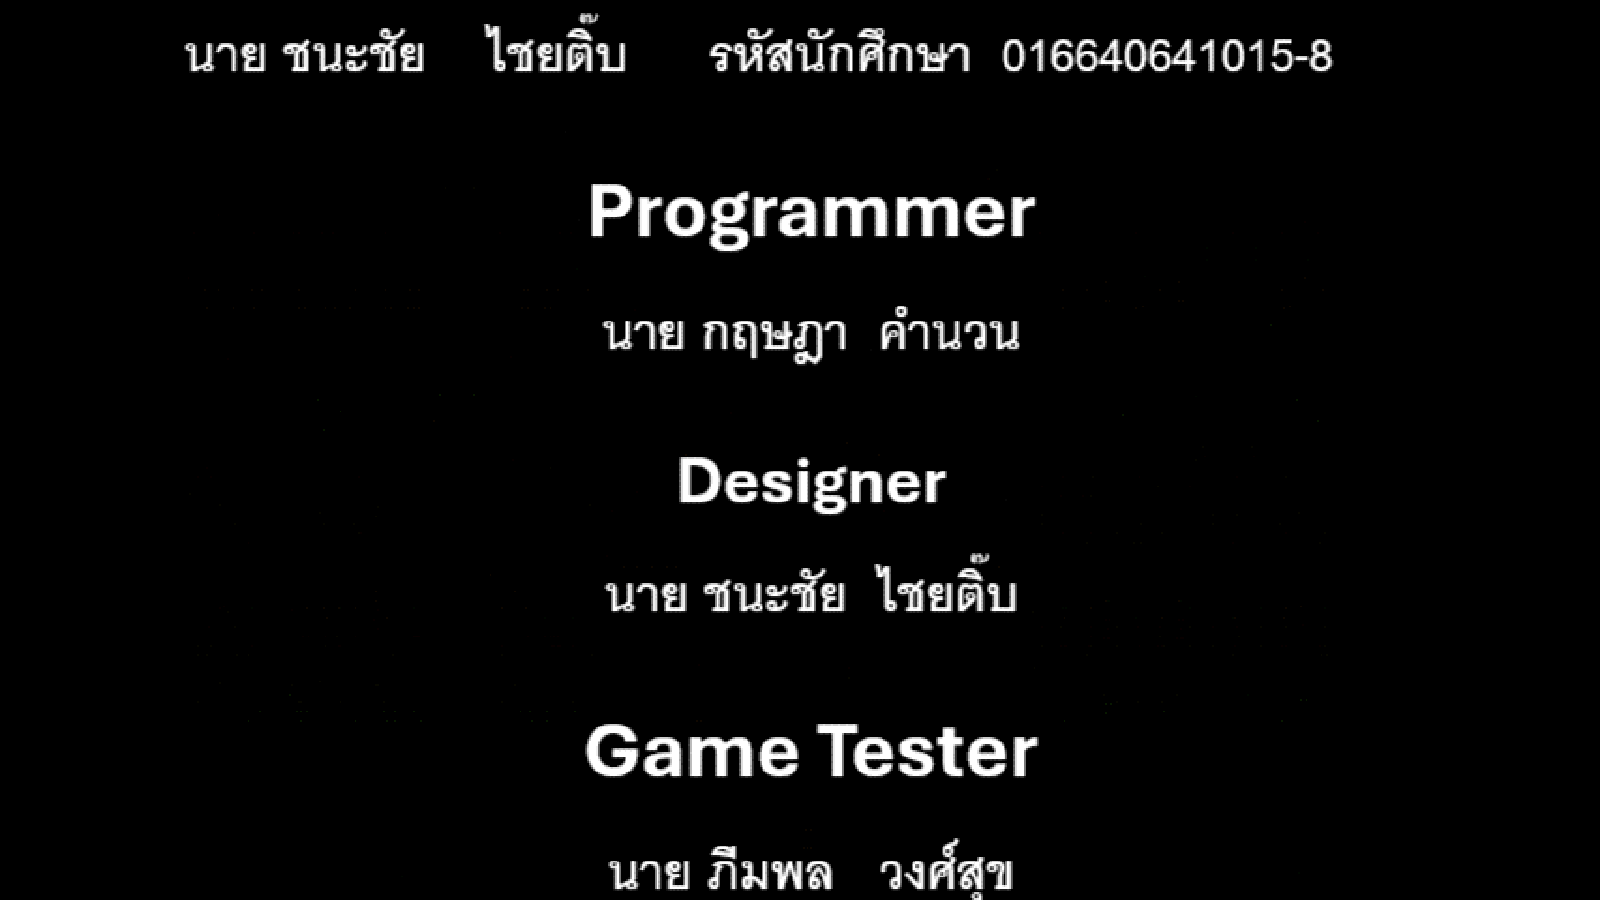 นาย ชนะชัย ไชยติ๊บ รหัสนักศึกษา 016640641015-8
Programmer
นาย กฤษฎา คำนวน
Designer
นาย ชนะชัย ไชยติ๊บ
Game Tester
นาย ภีมพล วงศ์สุข